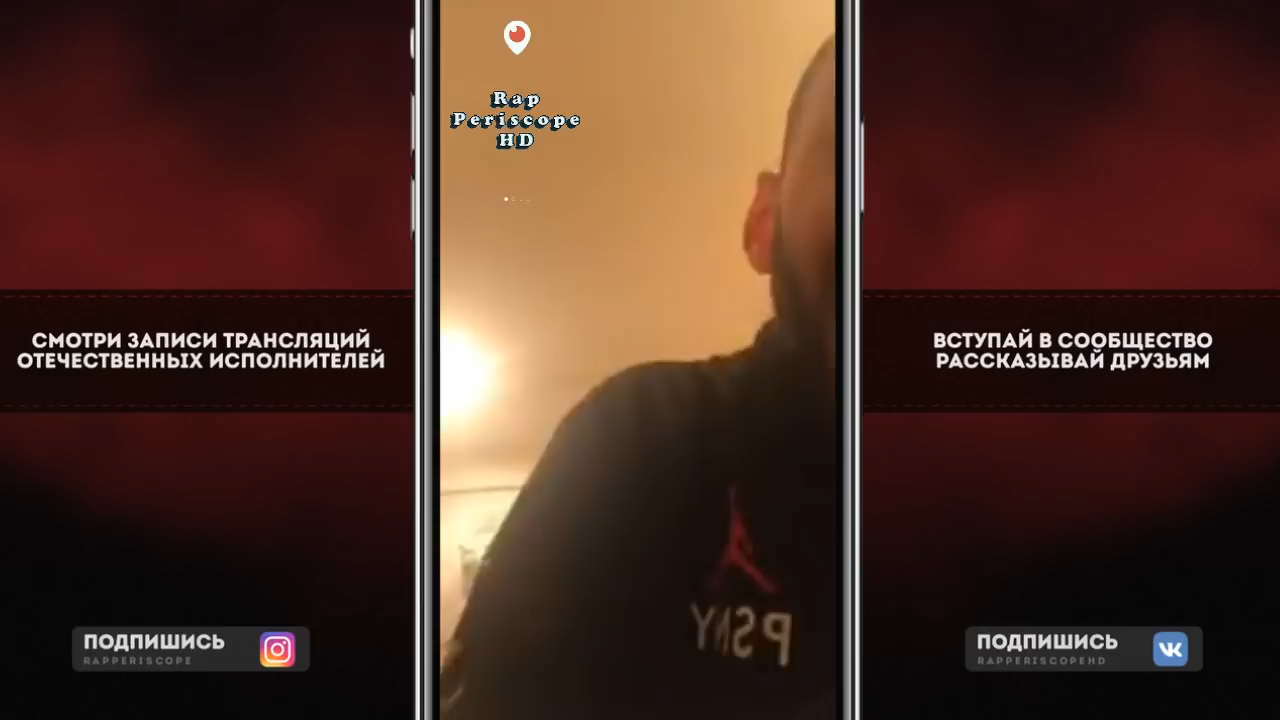 Rap
Periscope
HD
СМОТРИ ЗАПИСИ ТРАНСЛЯЦИЙ
ОТЕЧЕСТВЕННЫХ ИСПОЛНИТЕЛЕЙ
ВСТУПАЙ В СООБЩЕСТВО
РАССКАЗЫВАЙ ДРУЗЬЯМ
PSNY
ПОДПИШИСЬ
RAPPERISCOPE
ПОДПИШИСЬ
RAPPERISCOPEHD